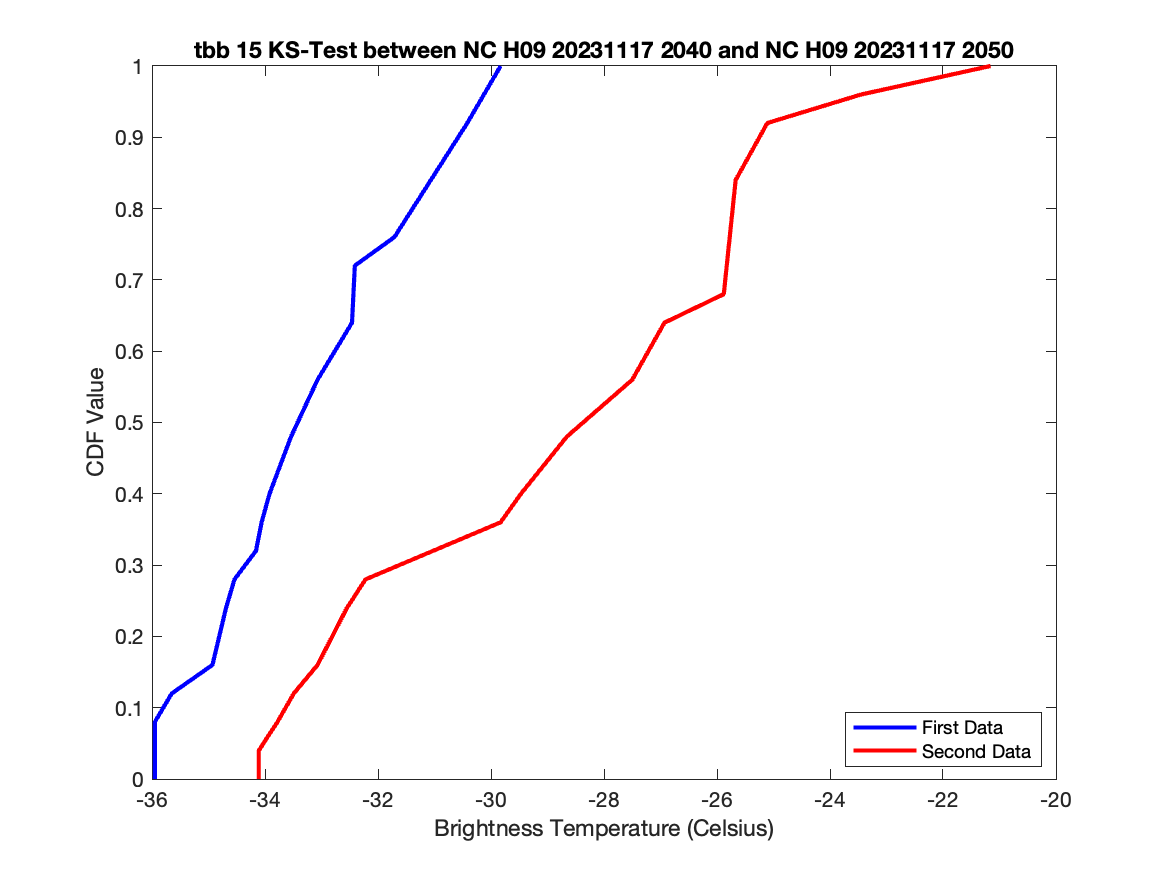 tbb 15 KS-Test between NC H09 20231117 2040 and NC H09 20231117 2050
1
0.9
0.8
0.7
0.6
0.5
0.4
0.3
0.2
0.1
0
CDF Value
-36 -34 -32 -30 -28 -26 -24 -22 -20
Brightness Temperature (Celsius)
First Data
Second Data